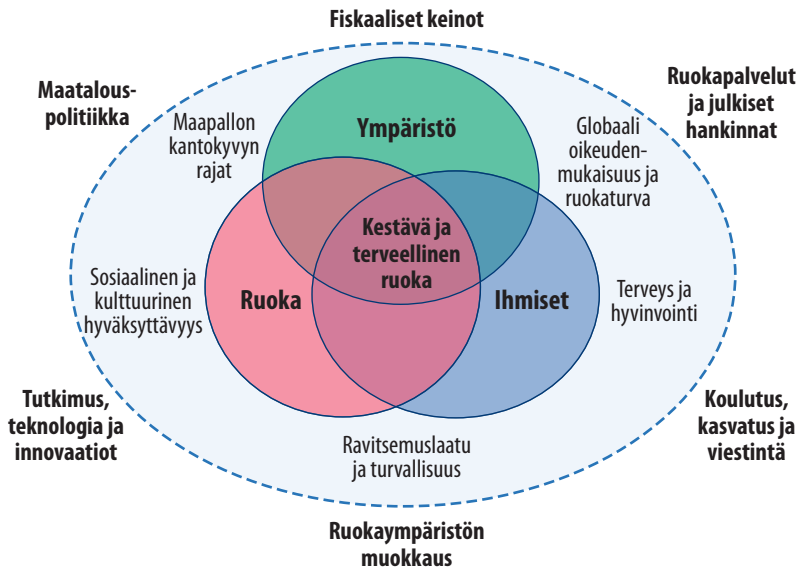 Fiskaaliset keinot
Maatalous-
politiikka
Ruokapalvelut
ja julkiset
hankinnat
Maapallon
kantokyvyn
rajat
Ympäristö
Globaali
oikeuden-
mukaisuus ja
ruokaturva
Kestävä ja
terveellinen
ruoka
Sosiaalinen ja
kulttuurinen
hyväksyttävyys
Ruoka
Ihmiset
Terveys ja
hyvinvointi
Tutkimus,
teknologia ja
innovaatiot
Koulutus,
kasvatus ja
viestintä
Ravitsemuslaatu
ja turvallisuus
Ruokaympäristön
muokkaus